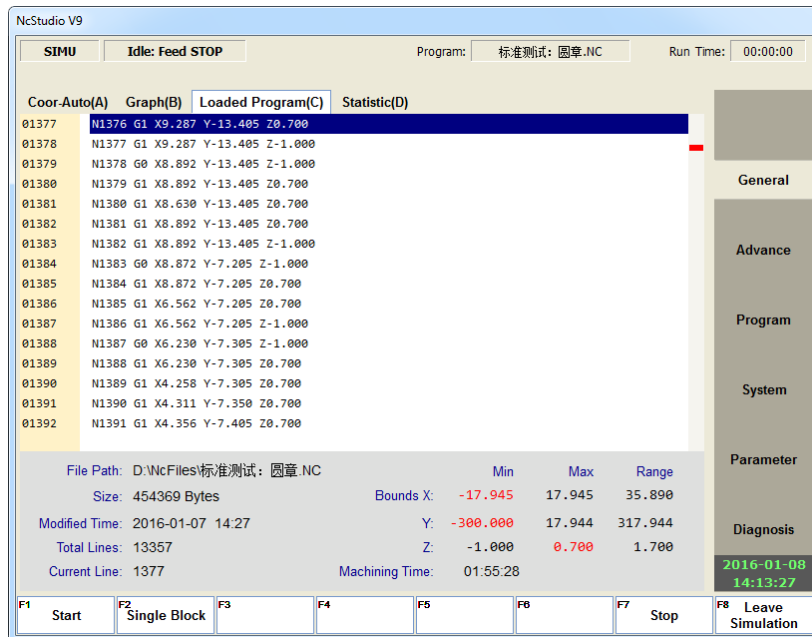 NcStudio V9
SIMU Idle: Feed STOP Program: 标准测试：圆章.NC Run Time: 00:00:00
Coor-Auto(A) Graph(B) Loaded Program(C) Statistic(D)
01377 N1376 G1 X9.287 Y-13.405 Z0.700
01378 N1377 G1 X9.287 Y-13.405 Z-1.000
01379 N1378 G0 X8.892 Y-13.405 Z-1.000
01380 N1379 G1 X8.892 Y-13.405 Z0.700
01381 N1380 G1 X8.630 Y-13.405 Z0.700
01382 N1381 G1 X8.892 Y-13.405 Z0.700
01383 N1382 G1 X8.892 Y-13.405 Z-1.000
01384 N1383 G0 X8.872 Y-7.205 Z-1.000
01385 N1384 G1 X8.872 Y-7.205 Z0.700
01386 N1385 G1 X6.562 Y-7.205 Z0.700
01387 N1386 G1 X6.562 Y-7.205 Z-1.000
01388 N1387 G0 X6.230 Y-7.305 Z-1.000
01389 N1388 G1 X6.230 Y-7.305 Z0.700
01390 N1389 G1 X4.258 Y-7.305 Z0.700
01391 N1390 G1 X4.311 Y-7.350 Z0.700
01392 N1391 G1 X4.356 Y-7.405 Z0.700
General
Advance
Program
System
Parameter
Diagnosis
File Path: D:\NcFiles\标准测试：圆章.NC Min Max Range
Size: 454369 Bytes Bounds X: -17.945 17.945 35.890
Modified Time: 2016-01-07 14:27 Y: -300.000 17.944 317.944
Total Lines: 13357 Z: -1.000 0.700 1.700
Current Line: 1377 Machining Time: 01:55:28
2016-01-08
14:13:27
F1 Start F2 Single Block F3 F4 F5 F6 F7 Stop F8 Leave
Simulation